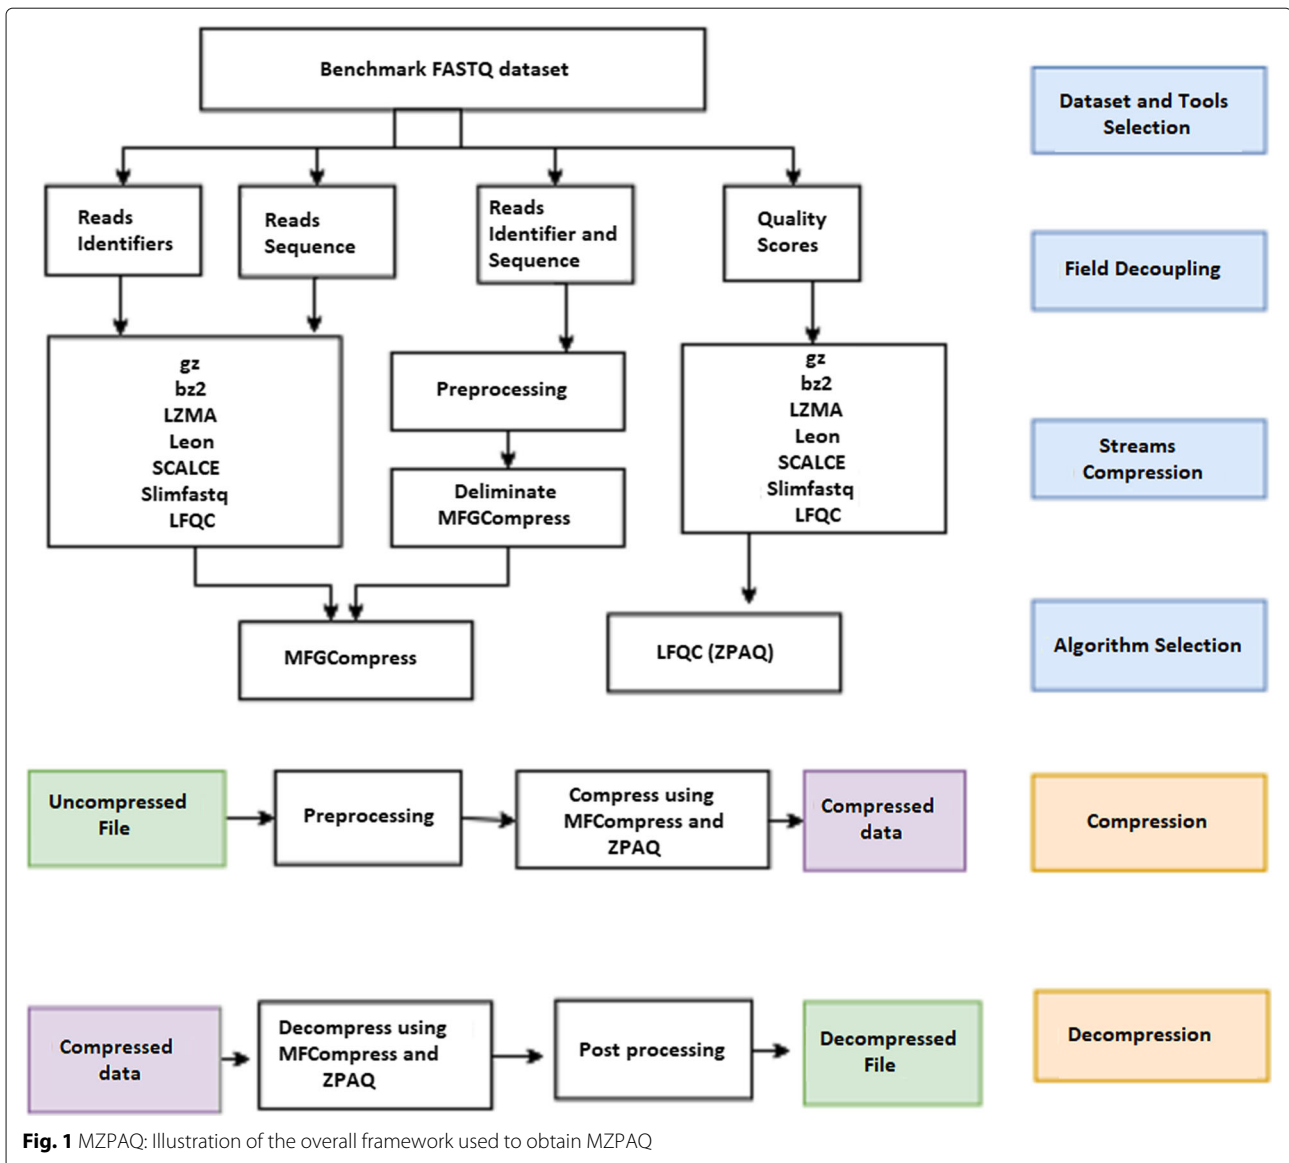 Benchmark FASTQ dataset
Dataset and Tools
Selection
Reads
Identifiers
Reads
Sequence
Reads
Identifier and
Sequence
Quality
Scores
Field Decoupling
gz
bz2
LZMA
Leon
SCALCE
Slimfastq
LFQC
Preprocessing
Deliminate
MFGCompress
gz
bz2
LZMA
Leon
SCALCE
Slimfastq
LFQC
Streams
Compression
MFGCompress
LFQC (ZPAQ)
Algorithm Selection
Uncompressed
File
Preprocessing
Compress using
MFCompress and
ZPAQ
Compressed
data
Compression
Compressed
data
Decompress using
MFCompress and
ZPAQ
Post processing
Decompressed
File
Decompression
Fig. 1 MZPAQ: Illustration of the overall framework used to obtain MZPAQ